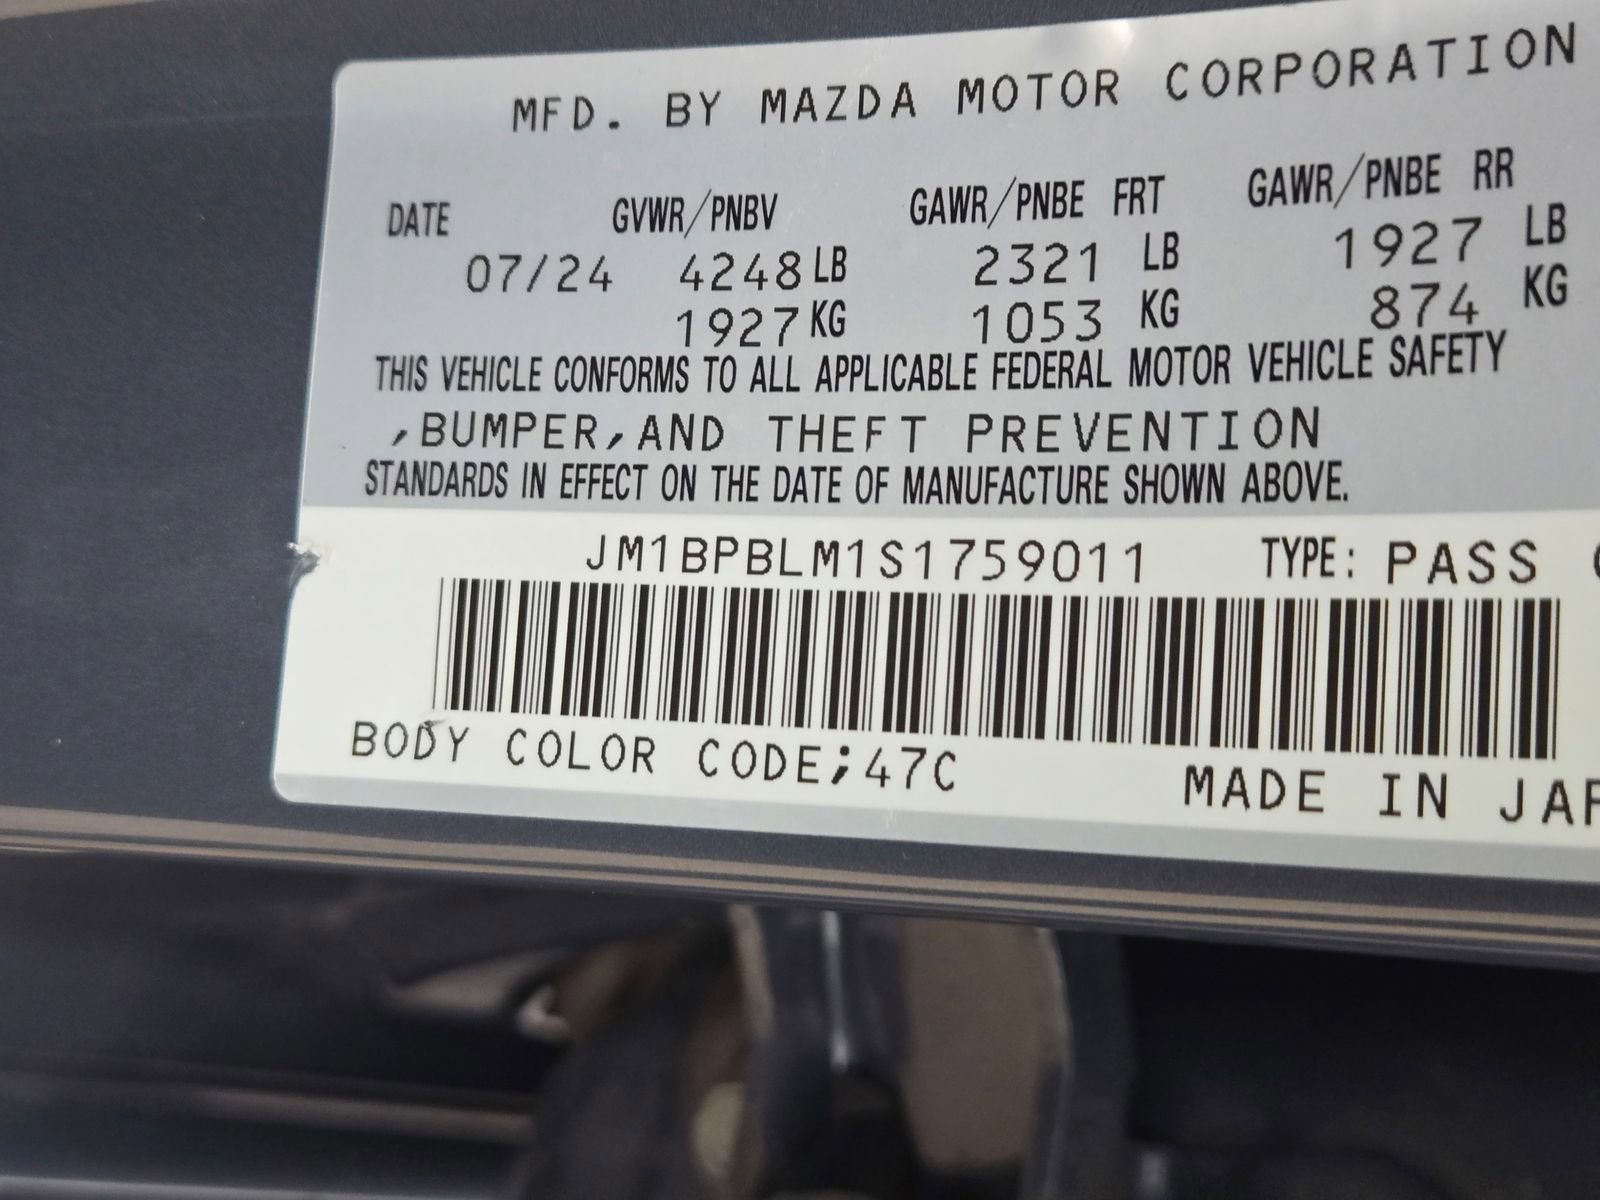 MFD. BY MAZDA MOTOR CORPORATION
DATE GVWR/PNBV GAWR/PNBE FRT GAWR/PNBE RR
07/24 4248 LB 2321 LB 1927 LB
1927 KG 1053 KG 874 KG
THIS VEHICLE CONFORMS TO ALL APPLICABLE FEDERAL MOTOR VEHICLE SAFETY
,BUMPER,AND THEFT PREVENTION
STANDARDS IN EFFECT ON THE DATE OF MANUFACTURE SHOWN ABOVE.
JM1BPBLM1S1759011 TYPE: PASS
BODY COLOR CODE;47C MADE IN